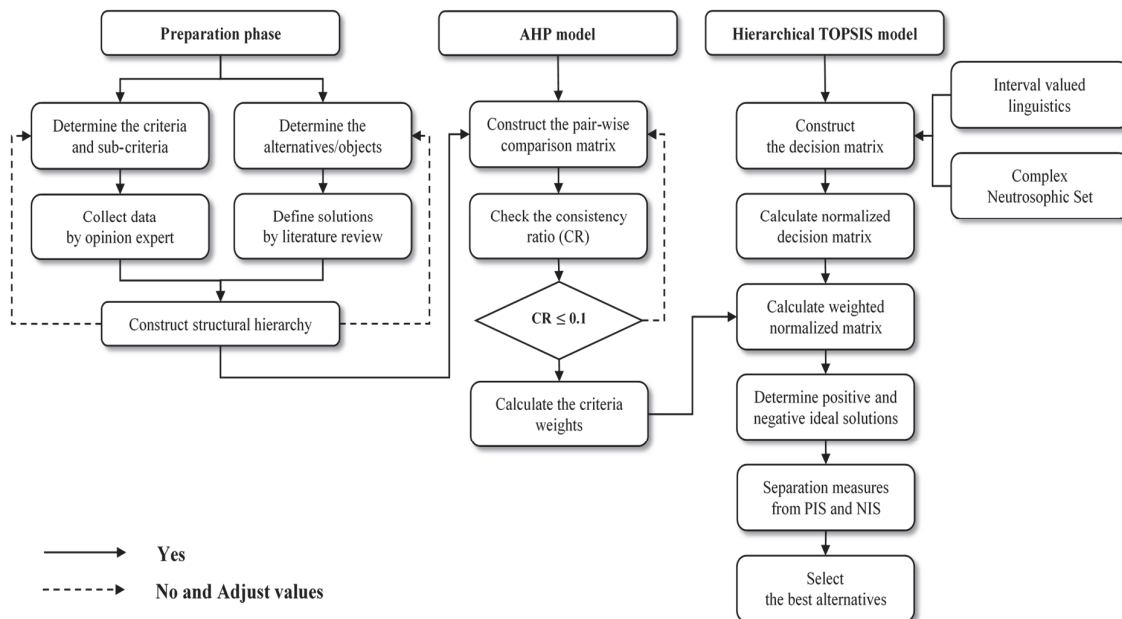 Preparation phase
Determine the criteria
and sub-criteria
Determine the
alternatives/objects
Collect data
by opinion expert
Define solutions
by literature review
Construct structural hierarchy
AHP model
Construct the pair-wise
comparison matrix
Check the consistency
ratio (CR)
CR ≤ 0.1
Calculate the criteria
weights
Hierarchical TOPSIS model
Construct
the decision matrix
Interval valued
linguistics
Complex
Neutrosophic Set
Calculate normalized
decision matrix
Calculate weighted
normalized matrix
Determine positive and
negative ideal solutions
Separation measures
from PIS and NIS
Select
the best alternatives
Yes
No and Adjust values